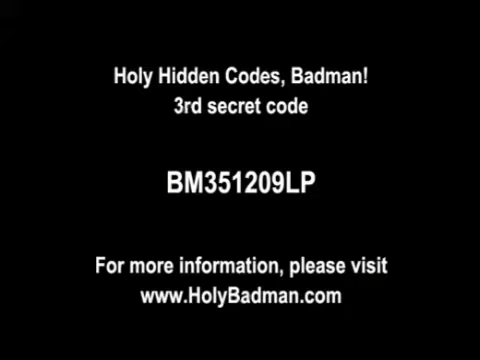 Holy Hidden Codes, Badman!
3rd secret code
BM351209LP
For more information, please visit
www.HolyBadman.com